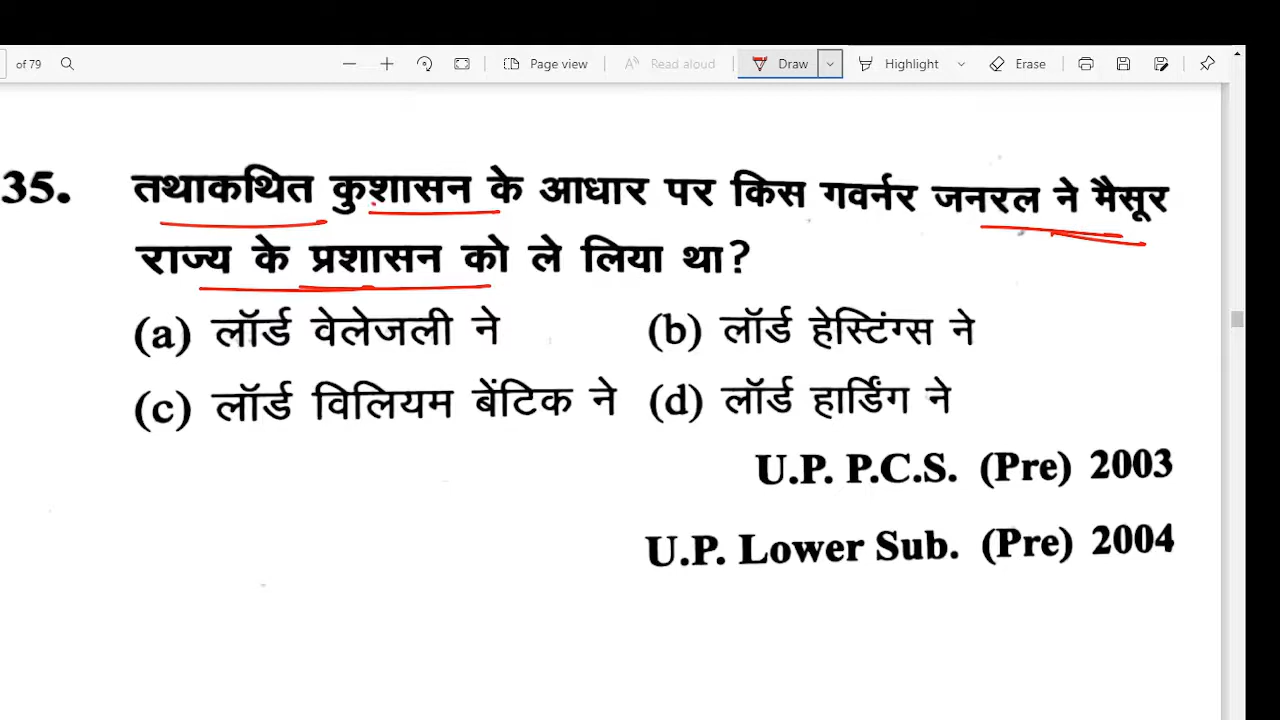 of 79 Page view Read aloud Draw Highlight Erase
35. तथाकथित कुशासन के आधार पर किस गवर्नर जनरल ने मैसूर
राज्य के प्रशासन को ले लिया था?
(a) लॉर्ड वेलेजली ने (b) लॉर्ड हेस्टिंग्स ने
(c) लॉर्ड विलियम बेंटिक ने (d) लॉर्ड हार्डिंग ने
U.P. P.C.S. (Pre) 2003
U.P. Lower Sub. (Pre) 2004